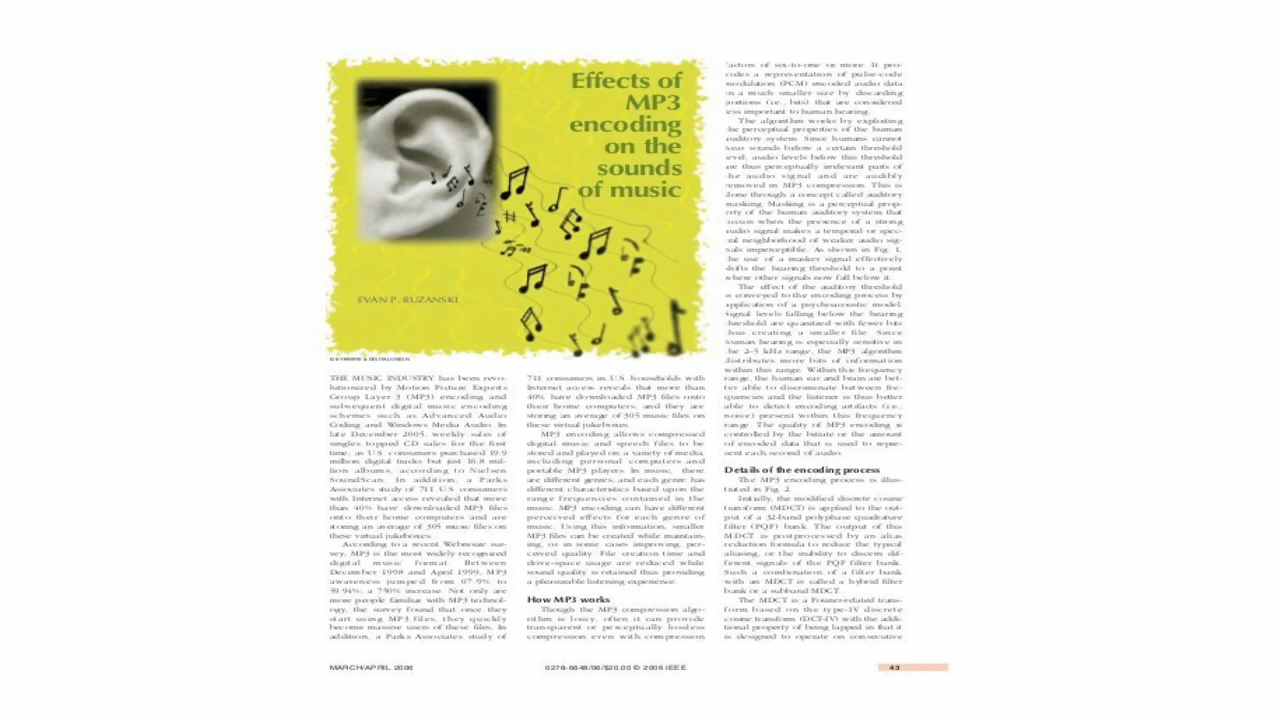 Effects of
MP3
encoding
on the
sounds
of music
EVAN P. RUZANSKI
THE MUSIC INDUSTRY has been revo-
lutionized by Motion Picture Experts
Group Layer 3 (MP3) encoding and
subsequent digital music encoding
schemes such as Advanced Audio
Coding and Windows Media Audio. In
late December 2005, weekly sales of
singles topped CD sales for the first
time, as U.S. consumers purchased 19.9
million digital tracks but just 16.8 mil-
lion albums, according to Nielsen
SoundScan. In addition, a Parks
Associates study of 711 U.S. consumers
with Internet access revealed that more
than 40% have downloaded MP3 files
onto their home computers and are
storing an average of 305 music files on
these virtual jukeboxes.
According to a recent Webnoize sur-
vey, MP3 is the most widely recognized
digital music format. Between
December 1998 and April 1999, MP3
awareness jumped from 07.9% to
59.94%, a 750% increase. Not only are
more people familiar with MP3 technol-
ogy, the survey found that once they
start using MP3 files, they quickly
become massive users of these files. In
addition, a Parks Associates study of
711 consumers in U.S. households with
Internet access reveals that more than
40% have downloaded MP3 files onto
their home computers, and they are
storing an average of 305 music files on
these virtual jukeboxes.
MP3 encoding allows compressed
digital music and speech files to be
stored and played on a variety of media,
including personal computers and
portable MP3 players. In music, there
are different genres, and each genre has
different characteristics based upon the
range frequencies contained in the
music. MP3 encoding can have different
perceived effects for each genre of
music. Using this information, smaller
MP3 files can be created while maintain-
ing, or in some cases improving, per-
ceived quality. File creation time and
drive-space usage are reduced while
sound quality is retained thus providing
a pleasurable listening experience.
How MP3 works
Though the MP3 compression algo-
rithm is lossy, often it can provide
transparent or perceptually lossless
compression even with compression
factors of six-to-one or more. It pro-
vides a representation of pulse-code
modulation (PCM) encoded audio data
in a much smaller size by discarding
portions (i.e., bits) that are considered
less important to human hearing.
The algorithm works by exploiting
the perceptual properties of the human
auditory system. Since humans cannot
hear sounds below a certain threshold
level, audio levels below this threshold
are thus perceptually irrelevant parts of
the audio signal and are audibly
removed in MP3 compression. This is
done through a concept called auditory
masking. Masking is a perceptual prop-
erty of the human auditory system that
occurs when the presence of a strong
audio signal makes a temporal or spec-
tral neighborhood of weaker audio sig-
nals imperceptible. As shown in Fig. 1,
the use of a masker signal effectively
shifts the hearing threshold to a point
where other signals now fall below it.
The effect of the auditory threshold
is conveyed to the encoding process by
application of a psychoacoustic model.
Signal levels falling below the hearing
threshold are quantized with fewer bits
thus creating a smaller file. Since
human hearing is especially sensitive in
the 2–5 kHz range, the MP3 algorithm
distributes more bits of information
within this range. Within this frequency
range, the human ear and brain are bet-
ter able to discriminate between fre-
quencies and the listener is thus better
able to detect encoding artifacts (i.e.,
noise) present within this frequency
range. The quality of MP3 encoding is
controlled by the bitrate or the amount
of encoded data that is used to repre-
sent each second of audio.
Details of the encoding process
The MP3 encoding process is illus-
trated in Fig. 2.
Initially, the modified discrete cosine
transform (MDCT) is applied to the out-
put of a 32-band polyphase quadrature
filter (PQF) bank. The output of this
MDCT is postprocessed by an alias
reduction formula to reduce the typical
aliasing, or the inability to discern dif-
ferent signals of the PQF filter bank.
Such a combination of a filter bank
with an MDCT is called a hybrid filter
bank or a subband MDCT.
The MDCT is a Fourier-related trans-
form based on the type-IV discrete
cosine transform (DCT-IV) with the addi-
tional property of being lapped in that it
is designed to operate on consecutive
MARCH/APRIL 2006
0278-6648/06/$20.00 © 2006 IEEE
43